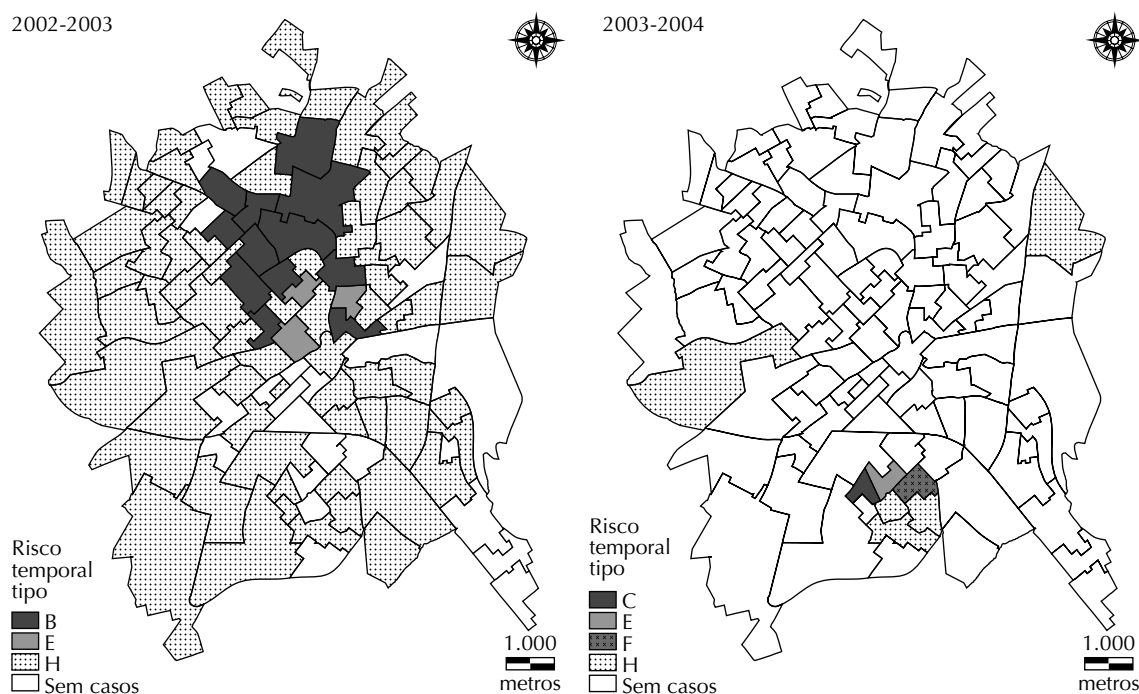 2002-2003
Risco
temporal
tipo
B
E
H
Sem casos
1.000
metros
2003-2004
Risco
temporal
tipo
C
E
F
H
Sem casos
1.000
metros